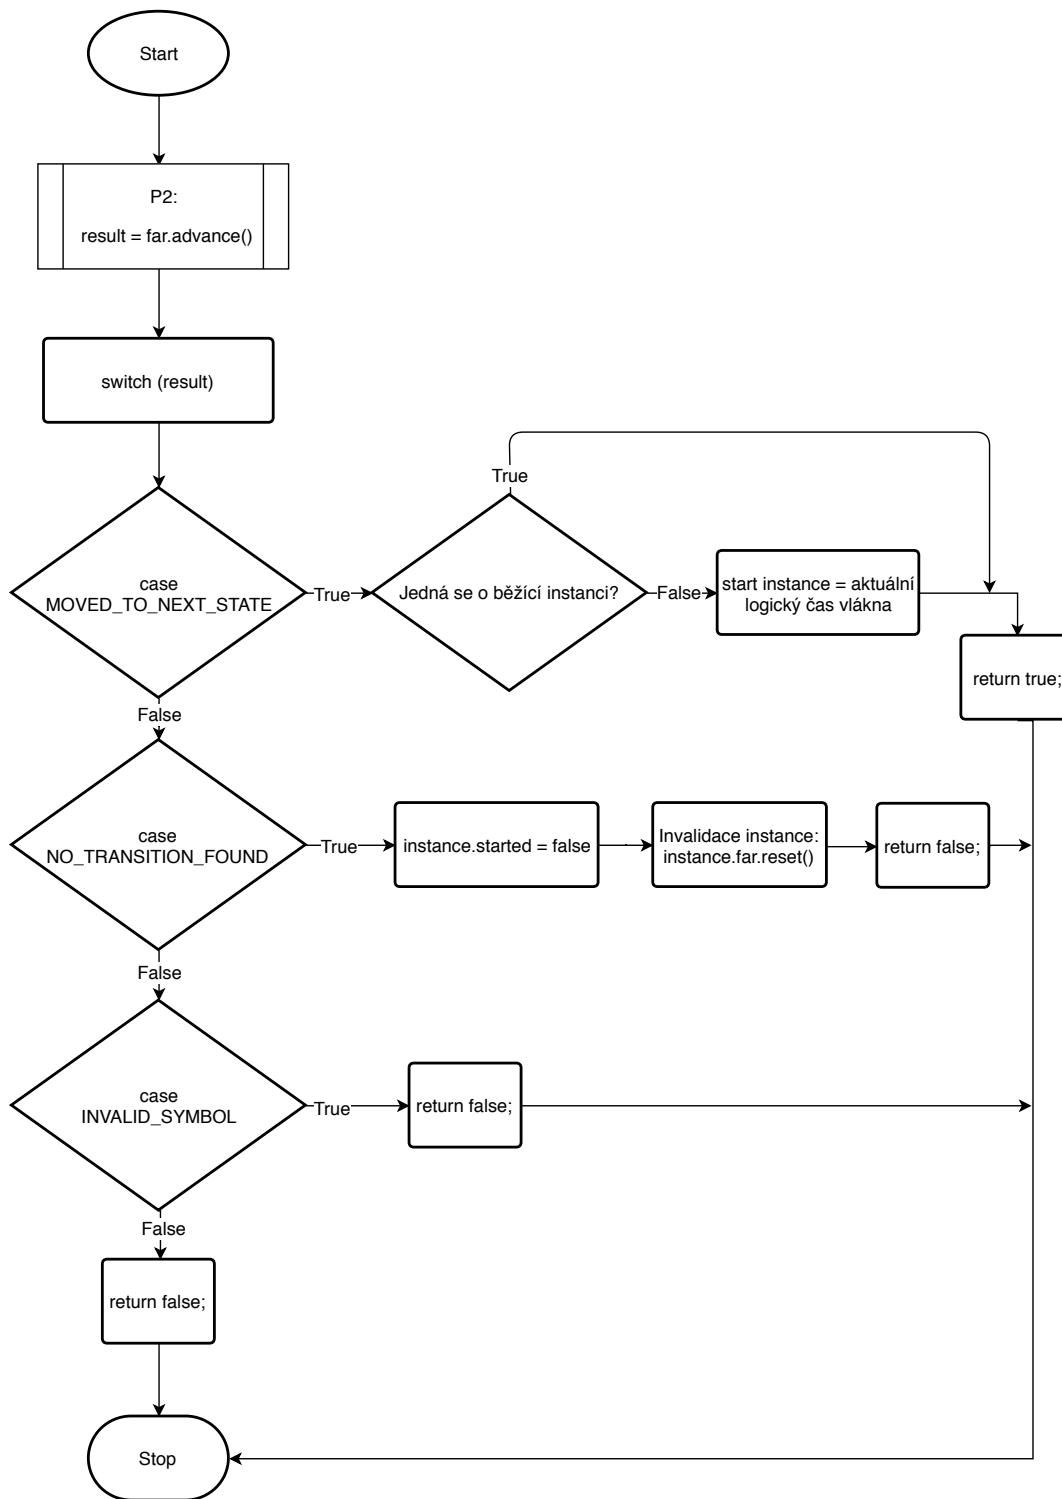 Start
P2:
result = far.advance()
switch (result)
True
case
MOVED_TO_NEXT_STATE
True
Jedná se o běžící instanci?
False
start instance = aktuální
logický čas vlákna
return true;
False
case
NO_TRANSITION_FOUND
True
instance.started = false
Invalidace instance:
instance.far.reset()
return false;
False
case
INVALID_SYMBOL
True
return false;
False
return false;
Stop